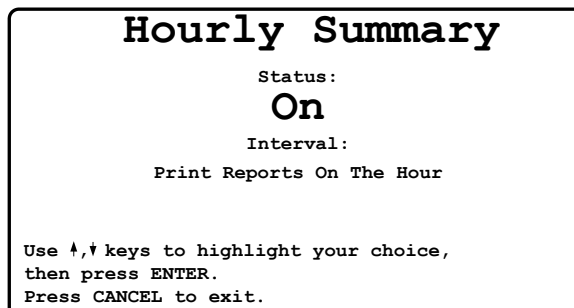 Hourly Summary
Status:
On
Interval:
Print Reports On The Hour
Use ↑,↓ keys to highlight your choice,
then press ENTER.
Press CANCEL to exit.